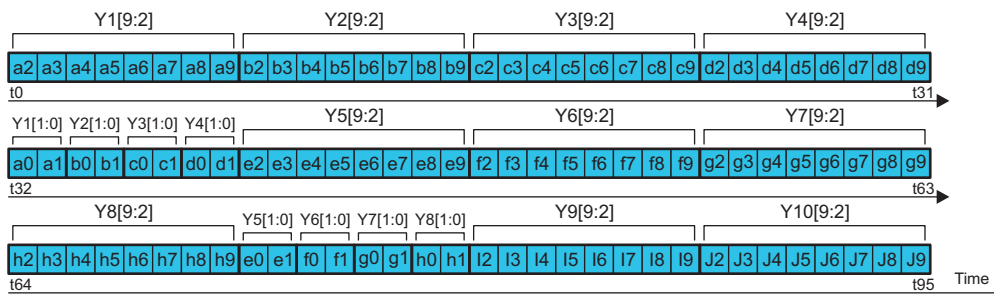 Y1[9:2] Y2[9:2] Y3[9:2] Y4[9:2]
a2 a3 a4 a5 a6 a7 a8 a9 b2 b3 b4 b5 b6 b7 b8 b9 c2 c3 c4 c5 c6 c7 c8 c9 d2 d3 d4 d5 d6 d7 d8 d9
t0 t31
Y1[1:0] Y2[1:0] Y3[1:0] Y4[1:0] Y5[9:2] Y6[9:2] Y7[9:2]
a0 a1 b0 b1 c0 c1 d0 d1 e2 e3 e4 e5 e6 e7 e8 e9 f2 f3 f4 f5 f6 f7 f8 f9 g2 g3 g4 g5 g6 g7 g8 g9
t32 t63
Y8[9:2] Y5[1:0] Y6[1:0] Y7[1:0] Y8[1:0] Y9[9:2] Y10[9:2]
h2 h3 h4 h5 h6 h7 h8 h9 e0 e1 f0 f1 g0 g1 h0 h1 I2 I3 I4 I5 I6 I7 I8 I9 J2 J3 J4 J5 J6 J7 J8 J9
t64 t95 Time